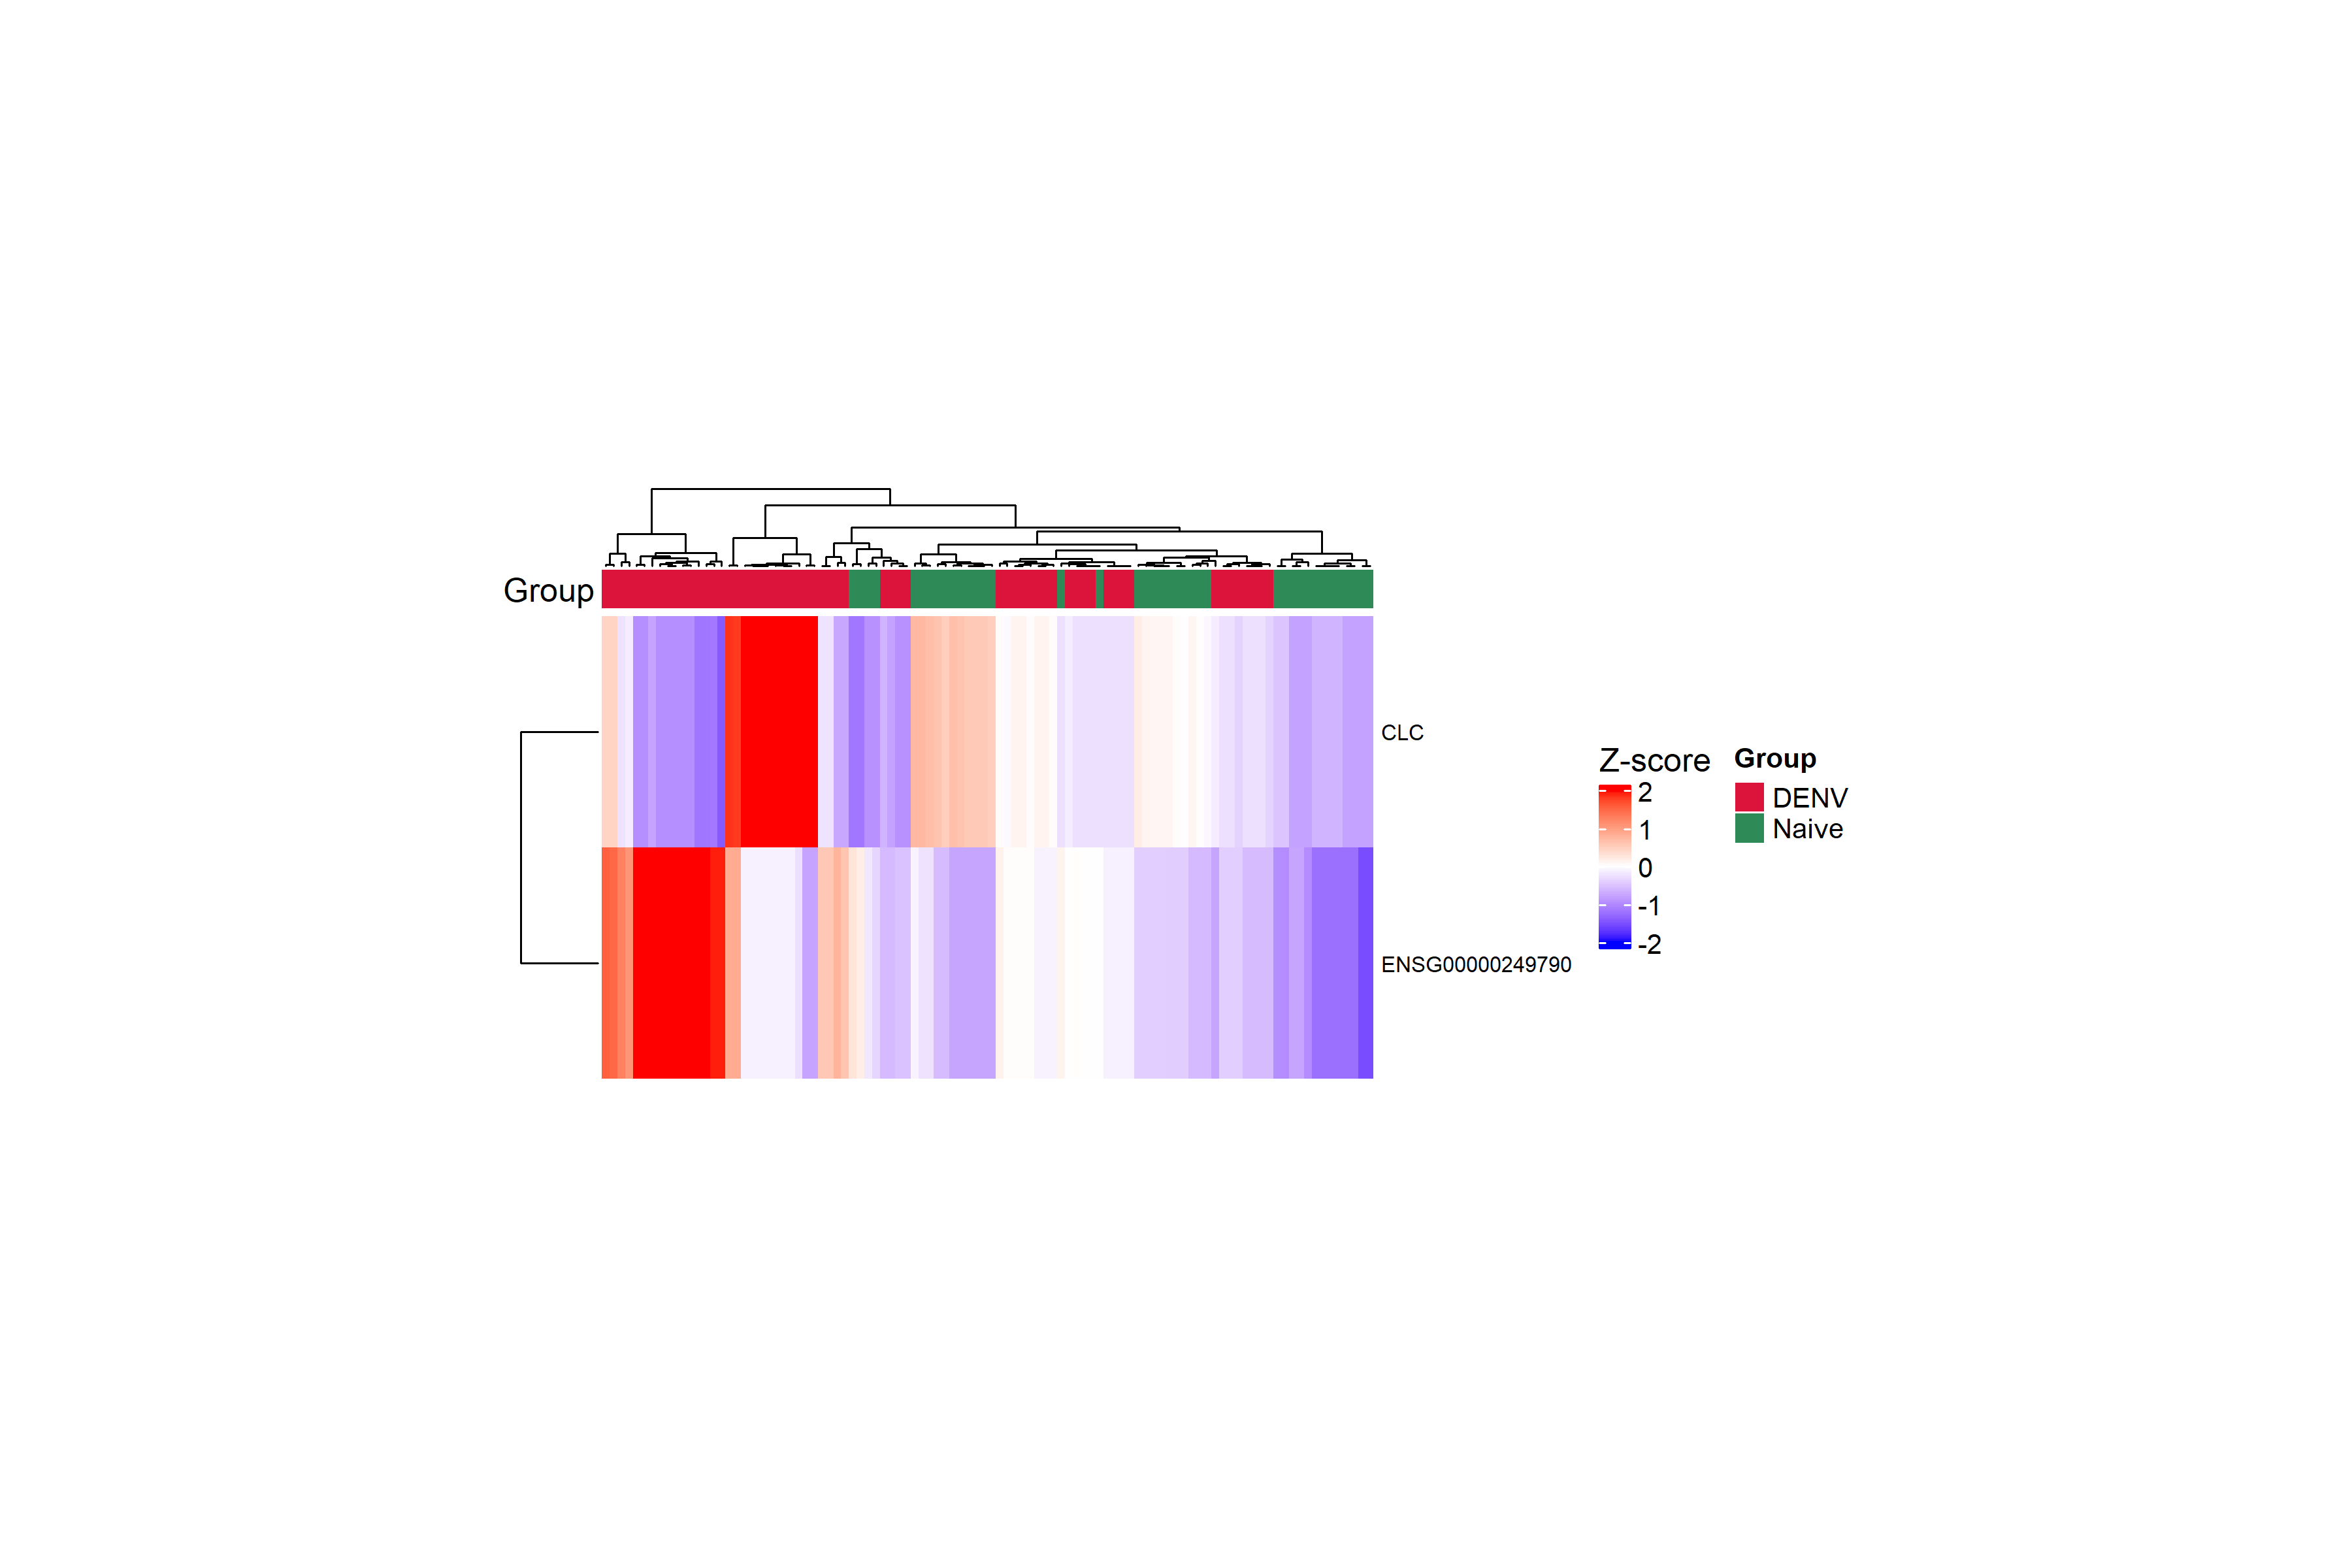 Group
CLC
ENSG00000249790
Z-score
2
1
0
-1
-2
Group
DENV
Naive